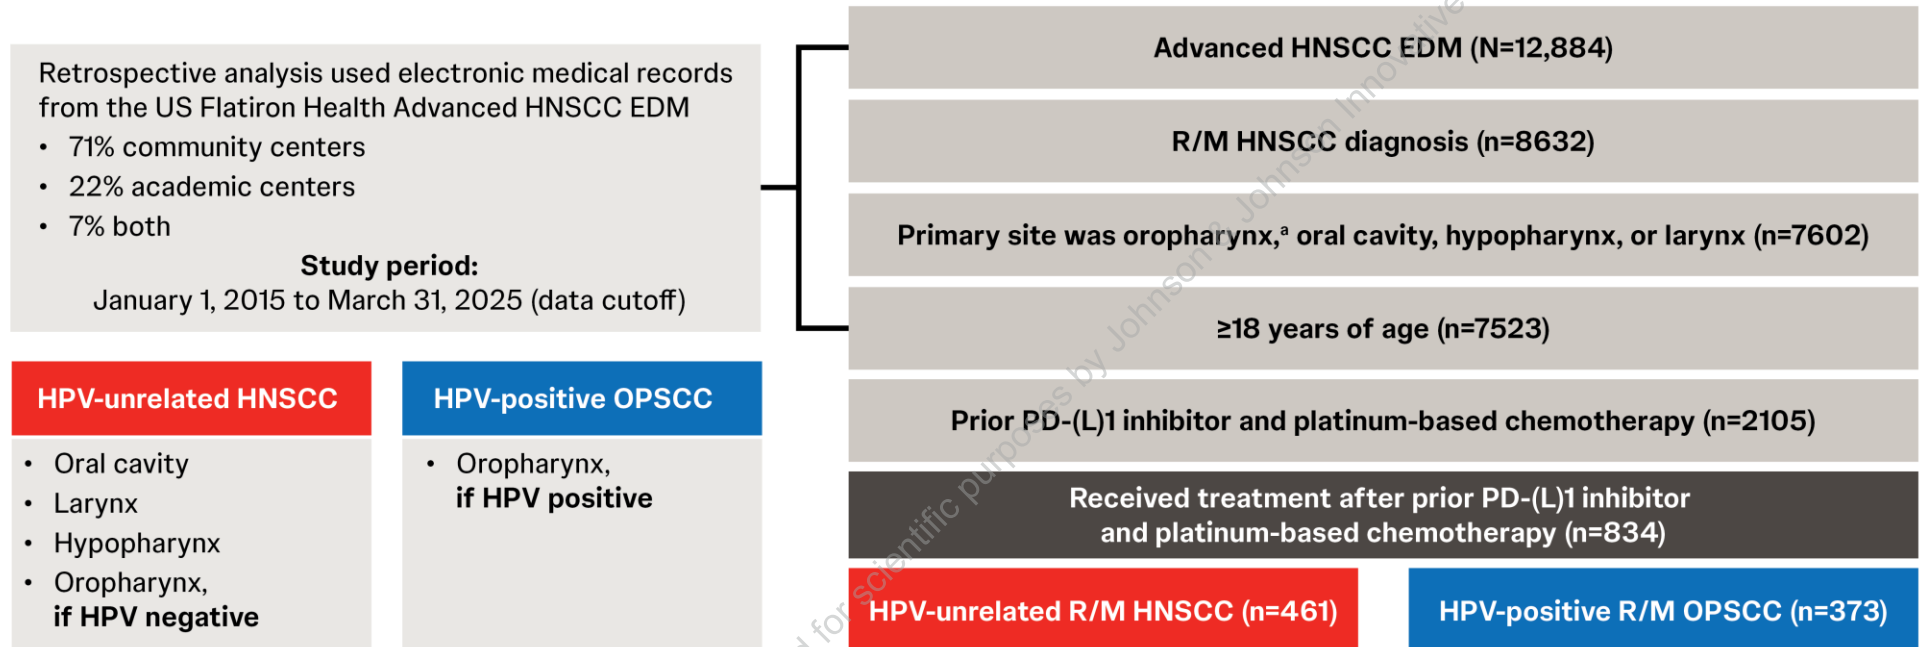 Retrospective analysis used electronic medical records
from the US Flatiron Health Advanced HNSCC EDM
• 71% community centers
• 22% academic centers
• 7% both
Study period:
January 1, 2015 to March 31, 2025 (data cutoff)
HPV-unrelated HNSCC
• Oral cavity
• Larynx
• Hypopharynx
• Oropharynx,
if HPV negative
HPV-positive OPSCC
• Oropharynx,
if HPV positive
Advanced HNSCC EDM (N=12,884)
R/M HNSCC diagnosis (n=8632)
Primary site was oropharynx,ᵃ oral cavity, hypopharynx, or larynx (n=7602)
≥18 years of age (n=7523)
Prior PD-(L)1 inhibitor and platinum-based chemotherapy (n=2105)
Received treatment after prior PD-(L)1 inhibitor
and platinum-based chemotherapy (n=834)
HPV-unrelated R/M HNSCC (n=461)
HPV-positive R/M OPSCC (n=373)
for scientific purposes by Johnson & Johnson Innovative